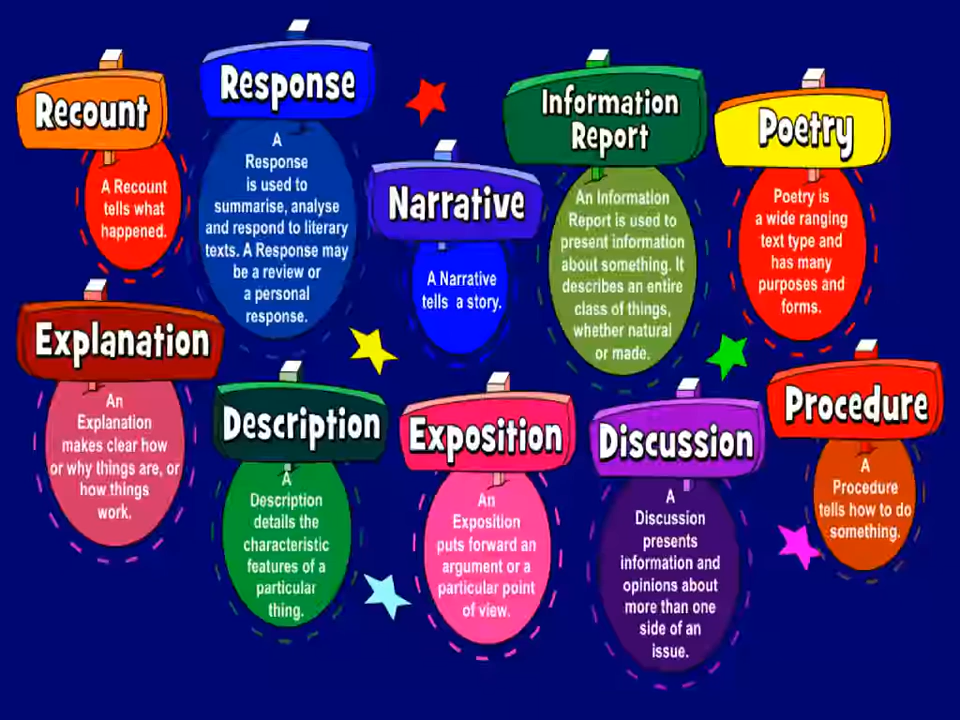 Recount
A Recount
tells what
happened.
Response
A
Response
is used to
summarise, analyse
and respond to literary
texts. A Response may
be a review or
a personal
response.
Narrative
A Narrative
tells a story.
Information
Report
An Information
Report is used to
present information
about something. It
describes an entire
class of things,
whether natural
or made.
Poetry
Poetry is
a wide ranging
text type and
has many
purposes and
forms.
Explanation
An
Explanation
makes clear how
or why things are, or
how things
work.
Description
A
Description
details the
characteristic
features of a
particular
thing.
Exposition
An
Exposition
puts forward an
argument or a
particular point
of view.
Discussion
A
Discussion
presents
information and
opinions about
more than one
side of an
issue.
Procedure
A
Procedure
tells how to do
something.